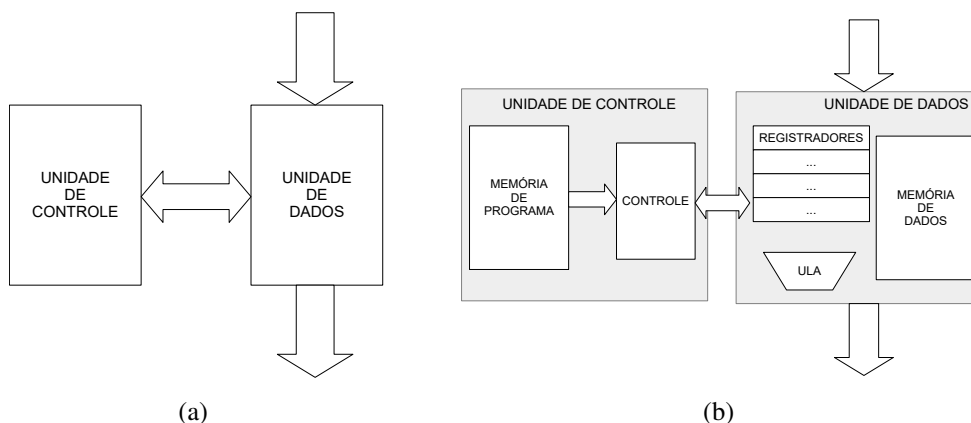 UNIDADE
DE
CONTROLE
UNIDADE
DE
DADOS
(a)
UNIDADE DE CONTROLE
MEMÓRIA
DE
PROGRAMA
CONTROLE
UNIDADE DE DADOS
REGISTRADORES
...
...
...
MEMÓRIA
DE
DADOS
ULA
(b)